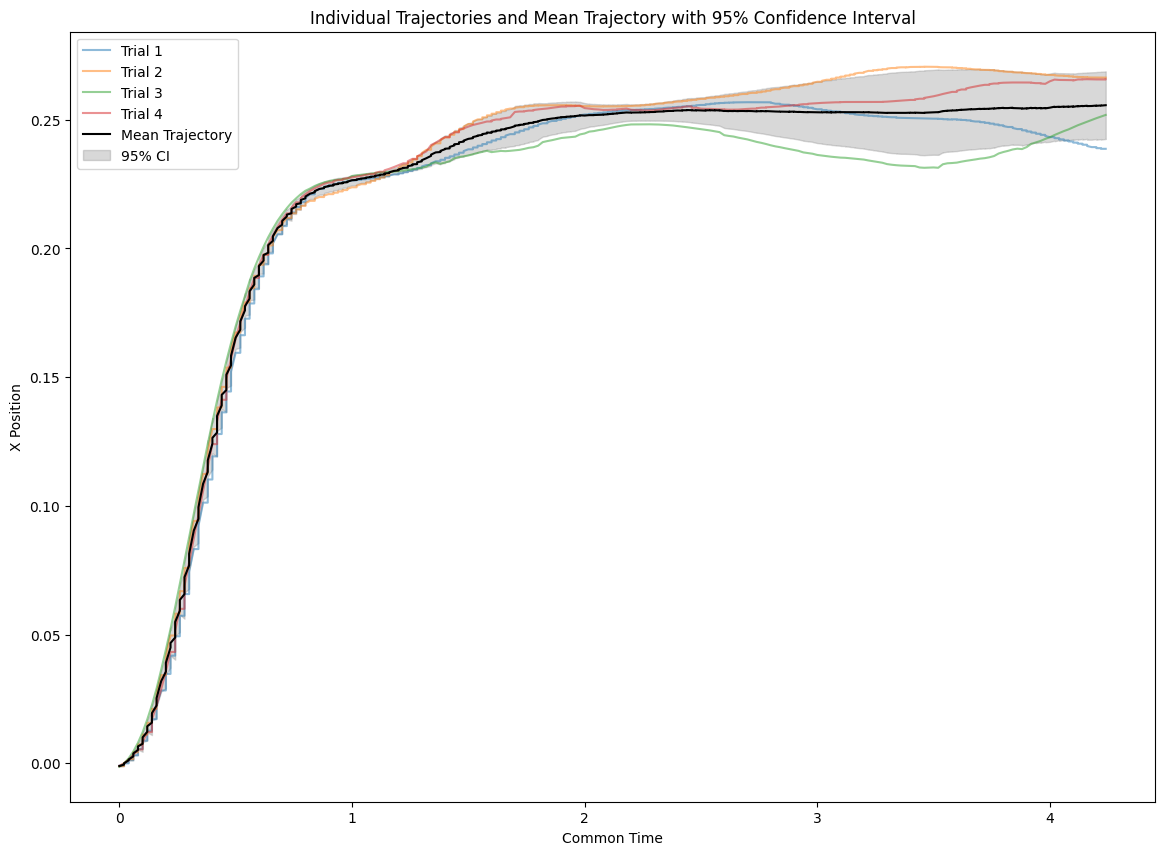 Individual Trajectories and Mean Trajectory with 95% Confidence Interval
Trial 1
Trial 2
Trial 3
Trial 4
Mean Trajectory
95% CI
0.25
0.20
0.15
0.10
0.05
0.00
X Position
0 1 2 3 4
Common Time